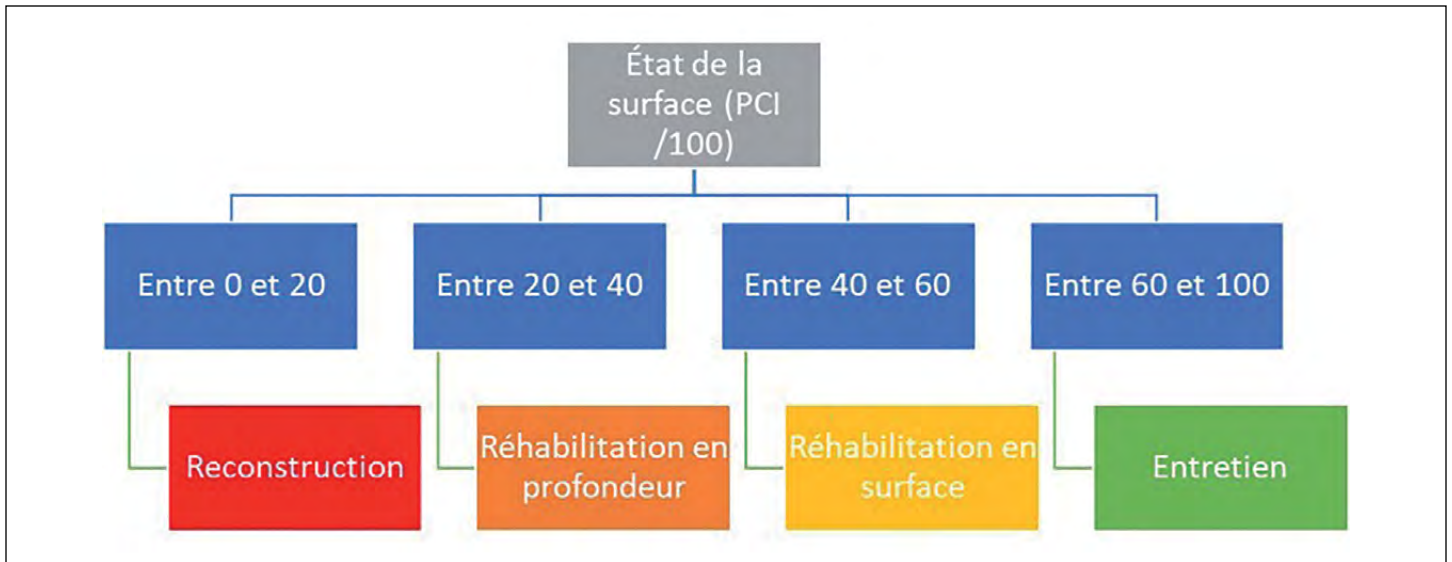 État de la
surface (PCI
/100)
Entre 0 et 20
Entre 20 et 40
Entre 40 et 60
Entre 60 et 100
Reconstruction
Réhabilitation en
profondeur
Réhabilitation en
surface
Entretien